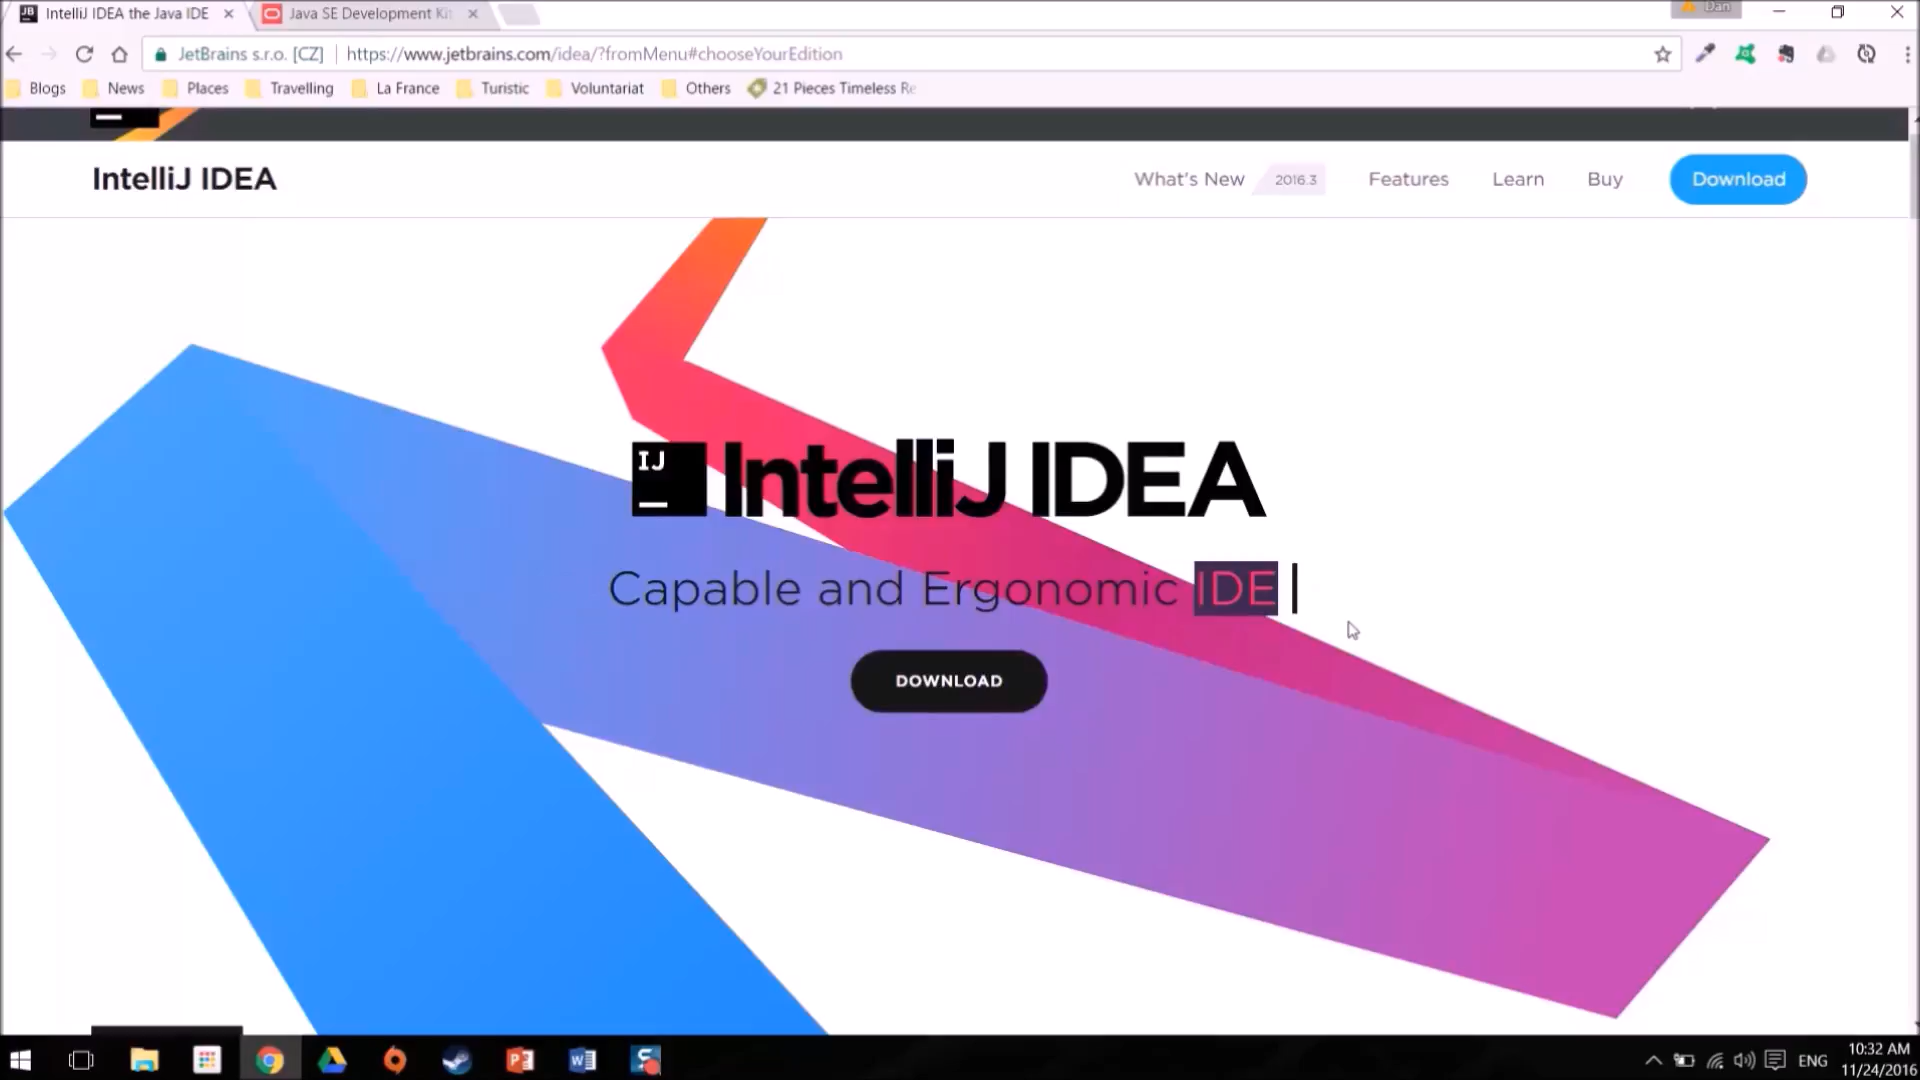 IntelliJ IDEA the Java IDE
Java SE Development Kit
Dan
JetBrains s.r.o. [CZ]
https://www.jetbrains.com/idea/?fromMenu#chooseYourEdition
Blogs
News
Places
Travelling
La France
Turistic
Voluntariat
Others
21 Pieces Timeless Re
IntelliJ IDEA
What's New
2016.3
Features
Learn
Buy
Download
IJ
IntelliJ IDEA
Capable and Ergonomic IDE
DOWNLOAD
ENG
10:32 AM
11/24/2016